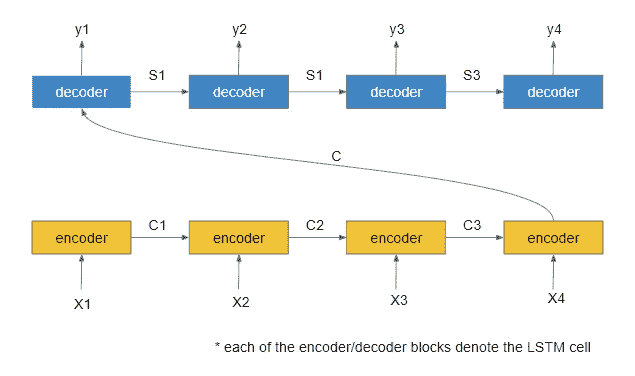 y1 y2 y3 y4
S1 S1 S3
decoder decoder decoder decoder
C
C1 C2 C3
encoder encoder encoder encoder
X1 X2 X3 X4
* each of the encoder/decoder blocks denote the LSTM cell